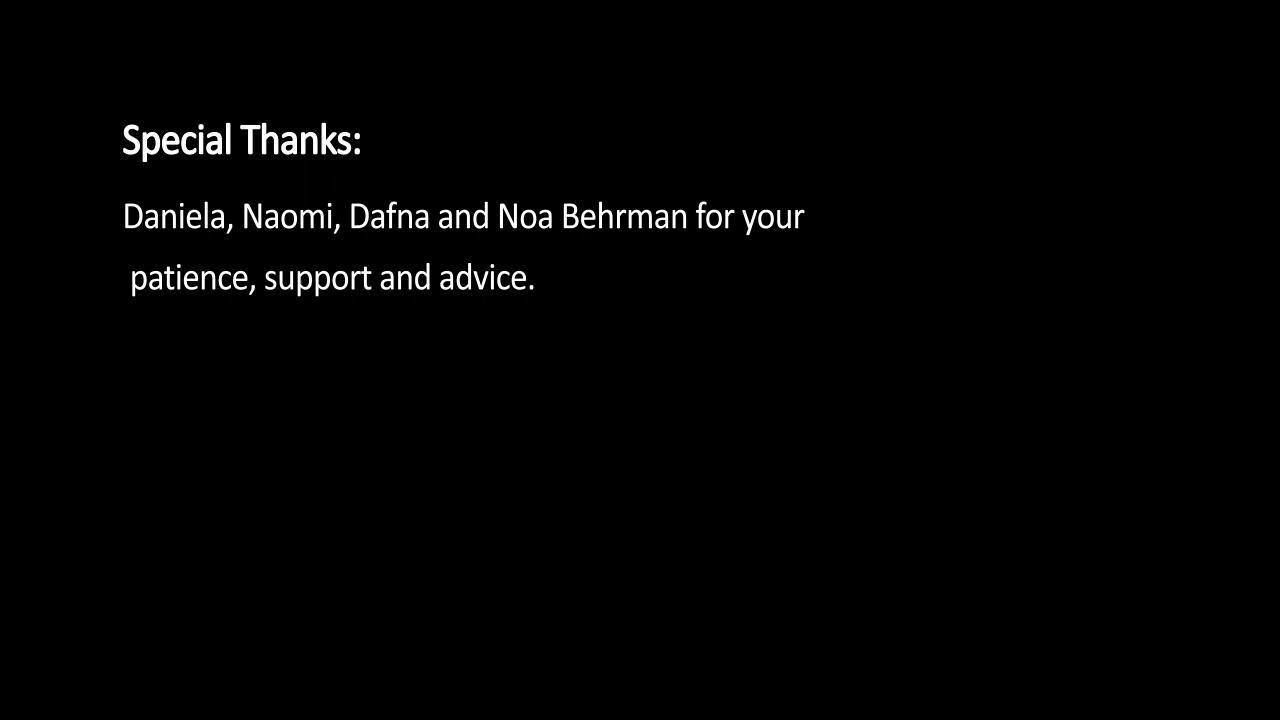 Special Thanks:
Daniela, Naomi, Dafna and Noa Behrman for your
patience, support and advice.